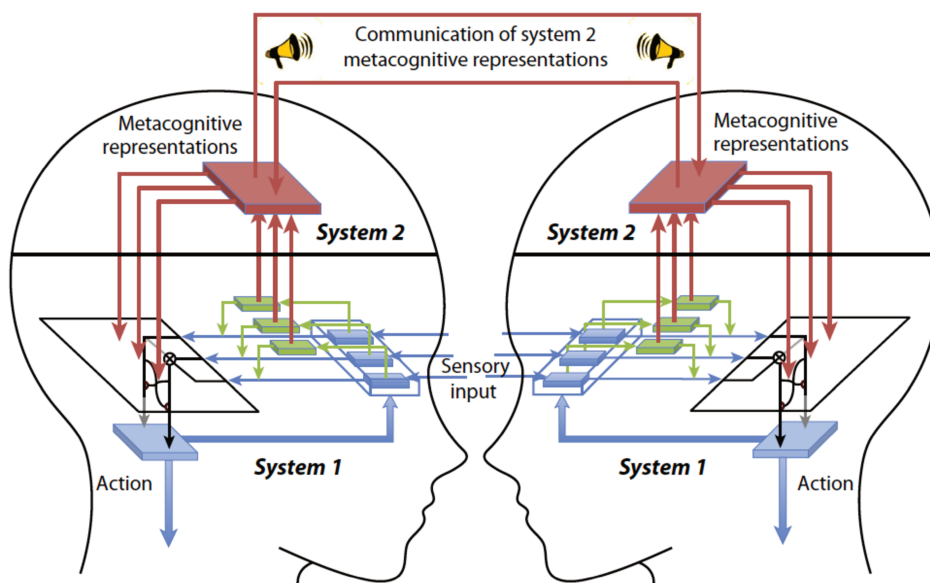 Communication of system 2
metacognitive representations
Metacognitive
representations
Metacognitive
representations
System 2
System 2
Sensory
input
System 1
System 1
Action
Action